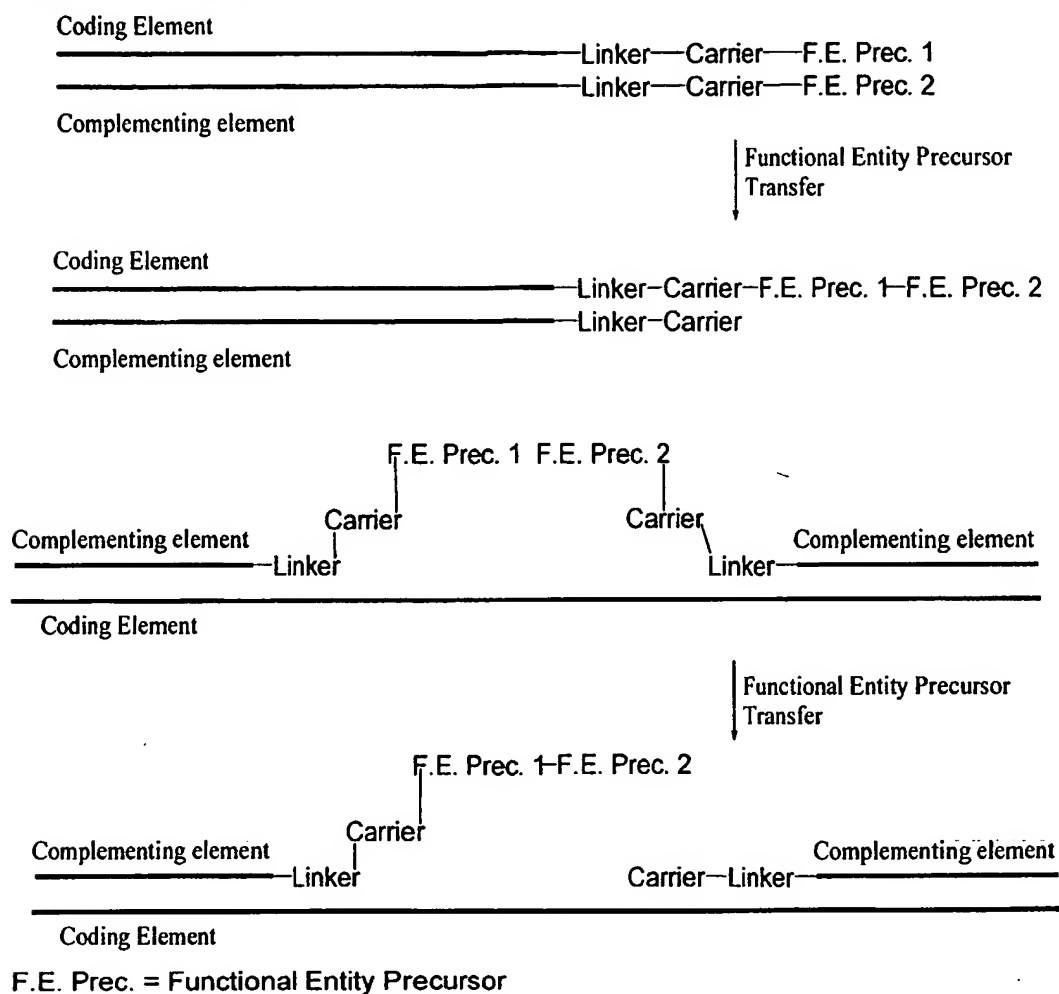 Coding Element
Linker—Carrier—F.E. Prec. 1
Linker—Carrier—F.E. Prec. 2
Complementing element
Functional Entity Precursor
Transfer
Coding Element
Linker–Carrier–F.E. Prec. 1–F.E. Prec. 2
Linker–Carrier
Complementing element
F.E. Prec. 1 F.E. Prec. 2
Carrier Carrier
Complementing element Complementing element
Linker Linker
Coding Element
Functional Entity Precursor
Transfer
F.E. Prec. 1–F.E. Prec. 2
Carrier
Complementing element Complementing element
Linker Carrier–Linker
Coding Element
F.E. Prec. = Functional Entity Precursor